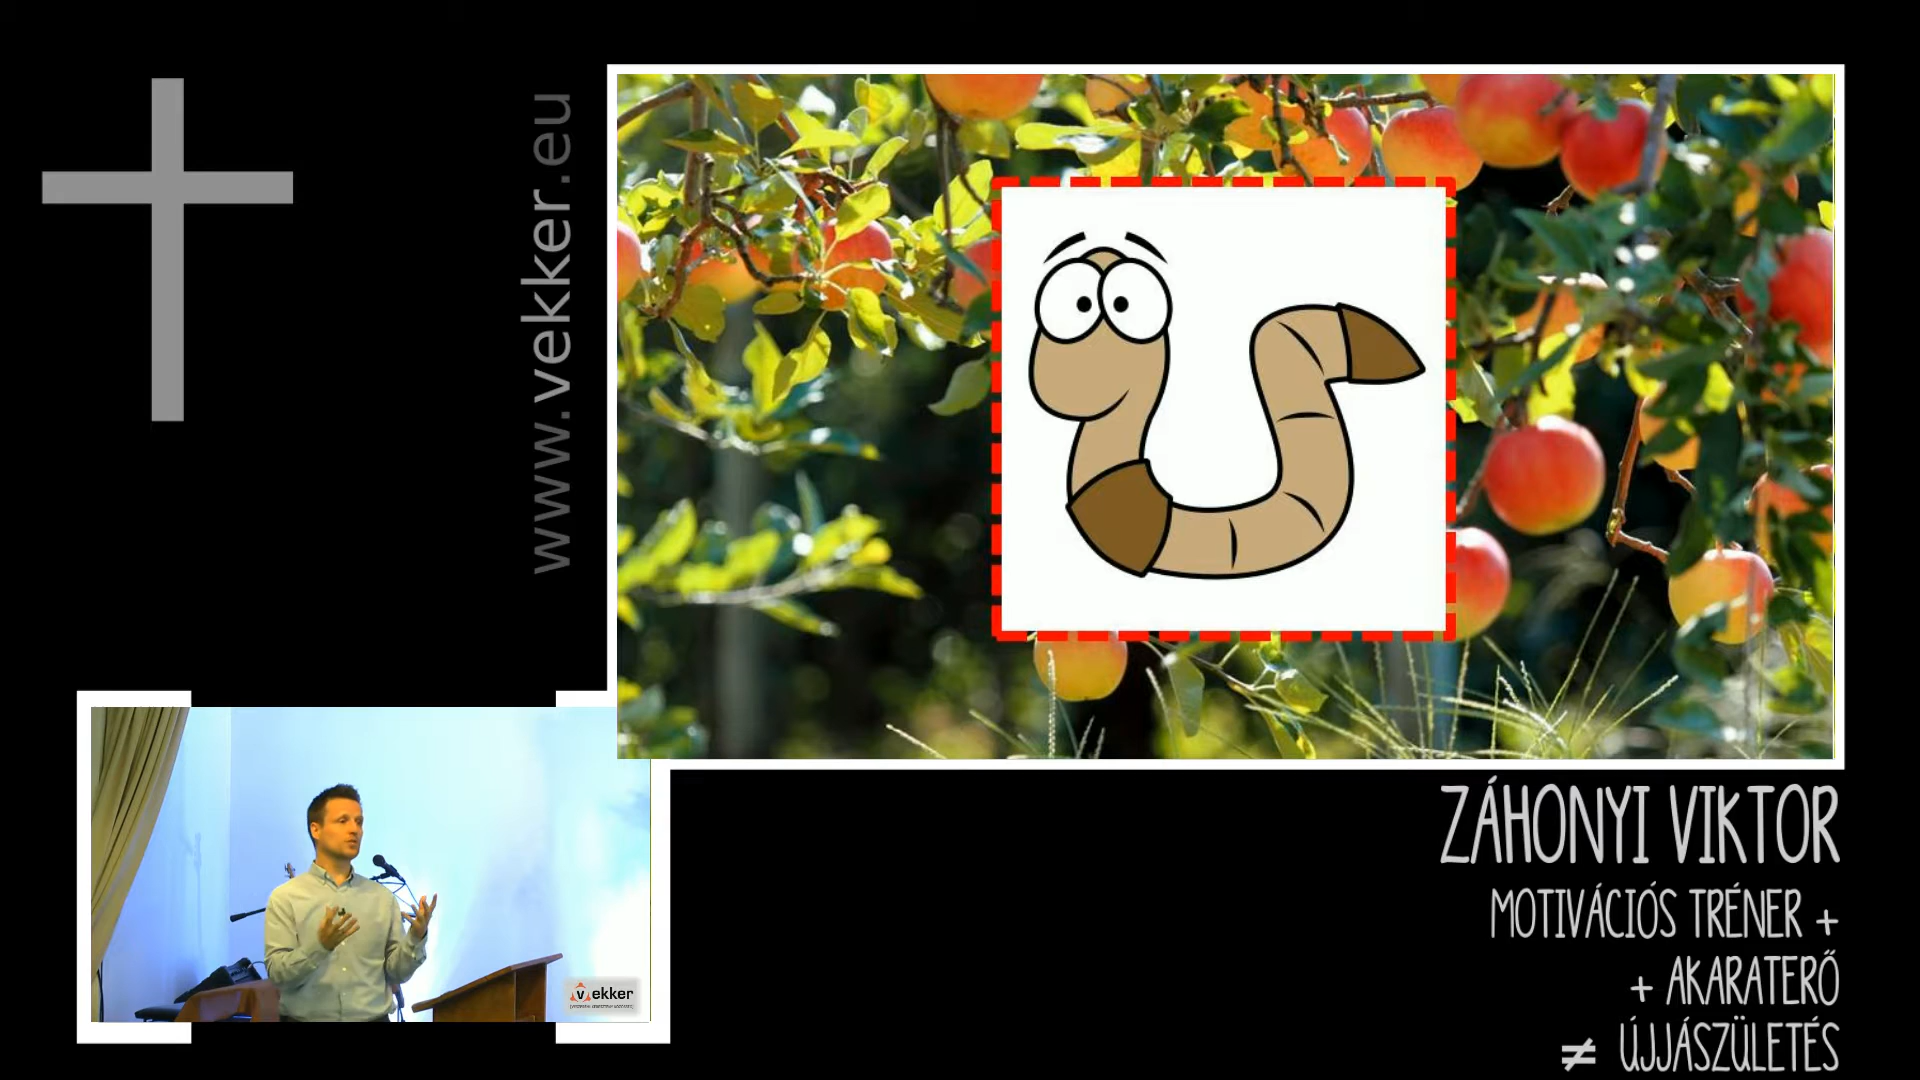 www.vekker.eu
vekker
ZÁHONYI VIKTOR
MOTIVÁCIÓS TRÉNER +
+ AKARATERŐ
≠ ÚJJÁSZÜLETÉS